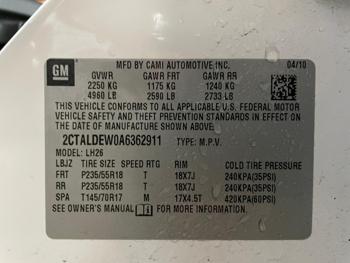 GM
MFD BY CAMI AUTOMOTIVE, INC. 04/10
GVWR GAWR FRT GAWR RR
2250 KG 1175 KG 1240 KG
4960 LB 2590 LB 2733 LB
THIS VEHICLE CONFORMS TO ALL APPLICABLE U.S. FEDERAL MOTOR
VEHICLE SAFETY AND THEFT PREVENTION STANDARDS
IN EFFECT ON THE DATE OF MANUFACTURE SHOWN ABOVE.
2CTALDEW0A6362911 TYPE: M.P.V.
MODEL: LH26
LBJZ TIRE SIZE SPEED RTG RIM COLD TIRE PRESSURE
FRT P235/55R18 T 18X7J 240KPA(35PSI)
RR P235/55R18 T 18X7J 240KPA(35PSI)
SPA T145/70R17 M 17X4.5T 420KPA(60PSI)
SEE OWNER'S MANUAL FOR MORE INFORMATION.